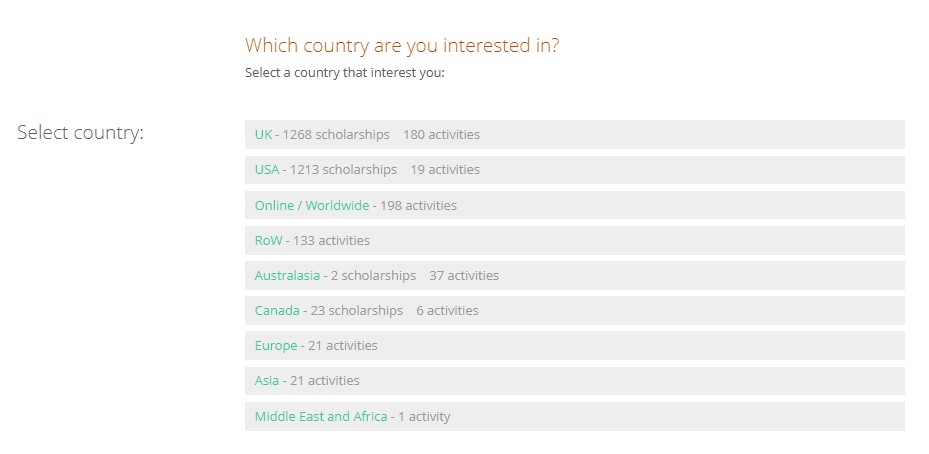 Which country are you interested in?
Select a country that interest you:
Select country:
UK - 1268 scholarships 180 activities
USA - 1213 scholarships 19 activities
Online / Worldwide - 198 activities
RoW - 133 activities
Australasia - 2 scholarships 37 activities
Canada - 23 scholarships 6 activities
Europe - 21 activities
Asia - 21 activities
Middle East and Africa - 1 activity